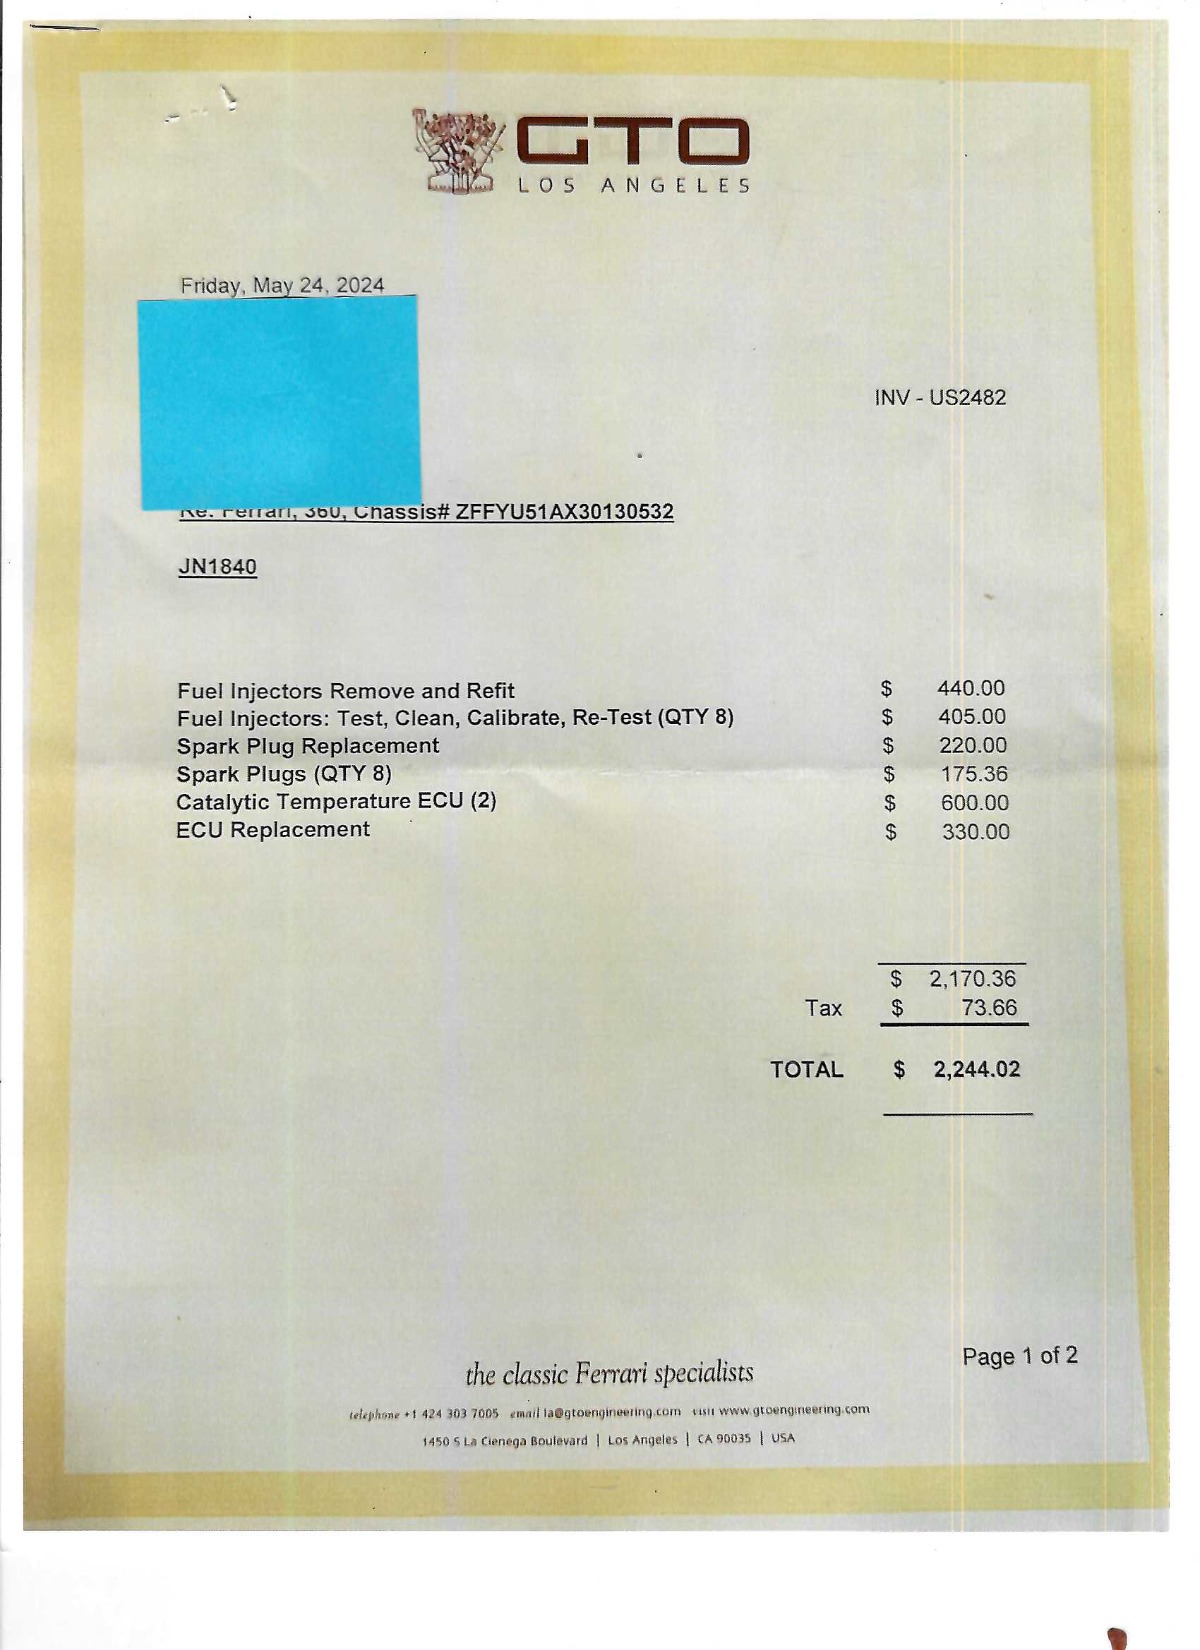 GTO
LOS ANGELES
Friday, May 24, 2024
INV - US2482
Re: Ferrari, 360, Chassis# ZFFYU51AX30130532
JN1840
Fuel Injectors Remove and Refit $ 440.00
Fuel Injectors: Test, Clean, Calibrate, Re-Test (QTY 8) $ 405.00
Spark Plug Replacement $ 220.00
Spark Plugs (QTY 8) $ 175.36
Catalytic Temperature ECU (2) $ 600.00
ECU Replacement $ 330.00
$ 2,170.36
Tax $ 73.66
TOTAL $ 2,244.02
Page 1 of 2
the classic Ferrari specialists
telephone +1 424 303 7005 email la@gtoengineering.com visit www.gtoengineering.com
1450 S La Cienega Boulevard | Los Angeles | CA 90035 | USA